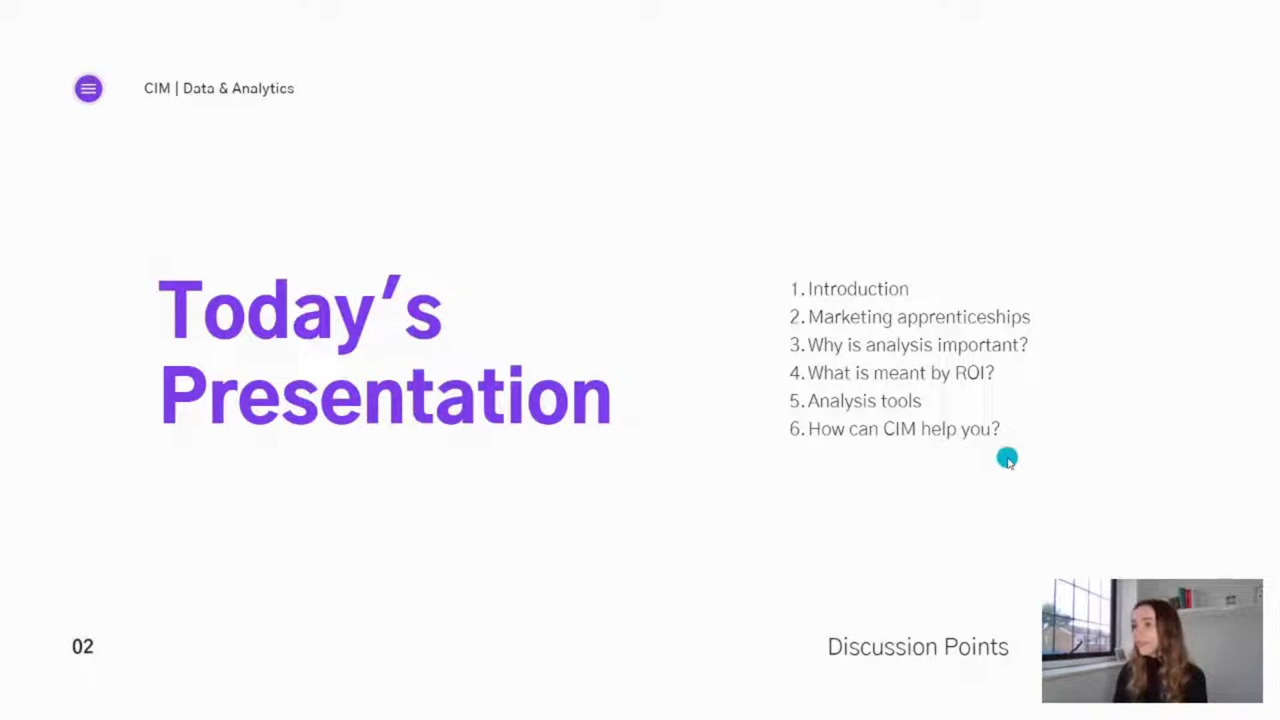 CIM | Data & Analytics
Today's
Presentation
1. Introduction
2. Marketing apprenticeships
3. Why is analysis important?
4. What is meant by ROI?
5. Analysis tools
6. How can CIM help you?
02
Discussion Points